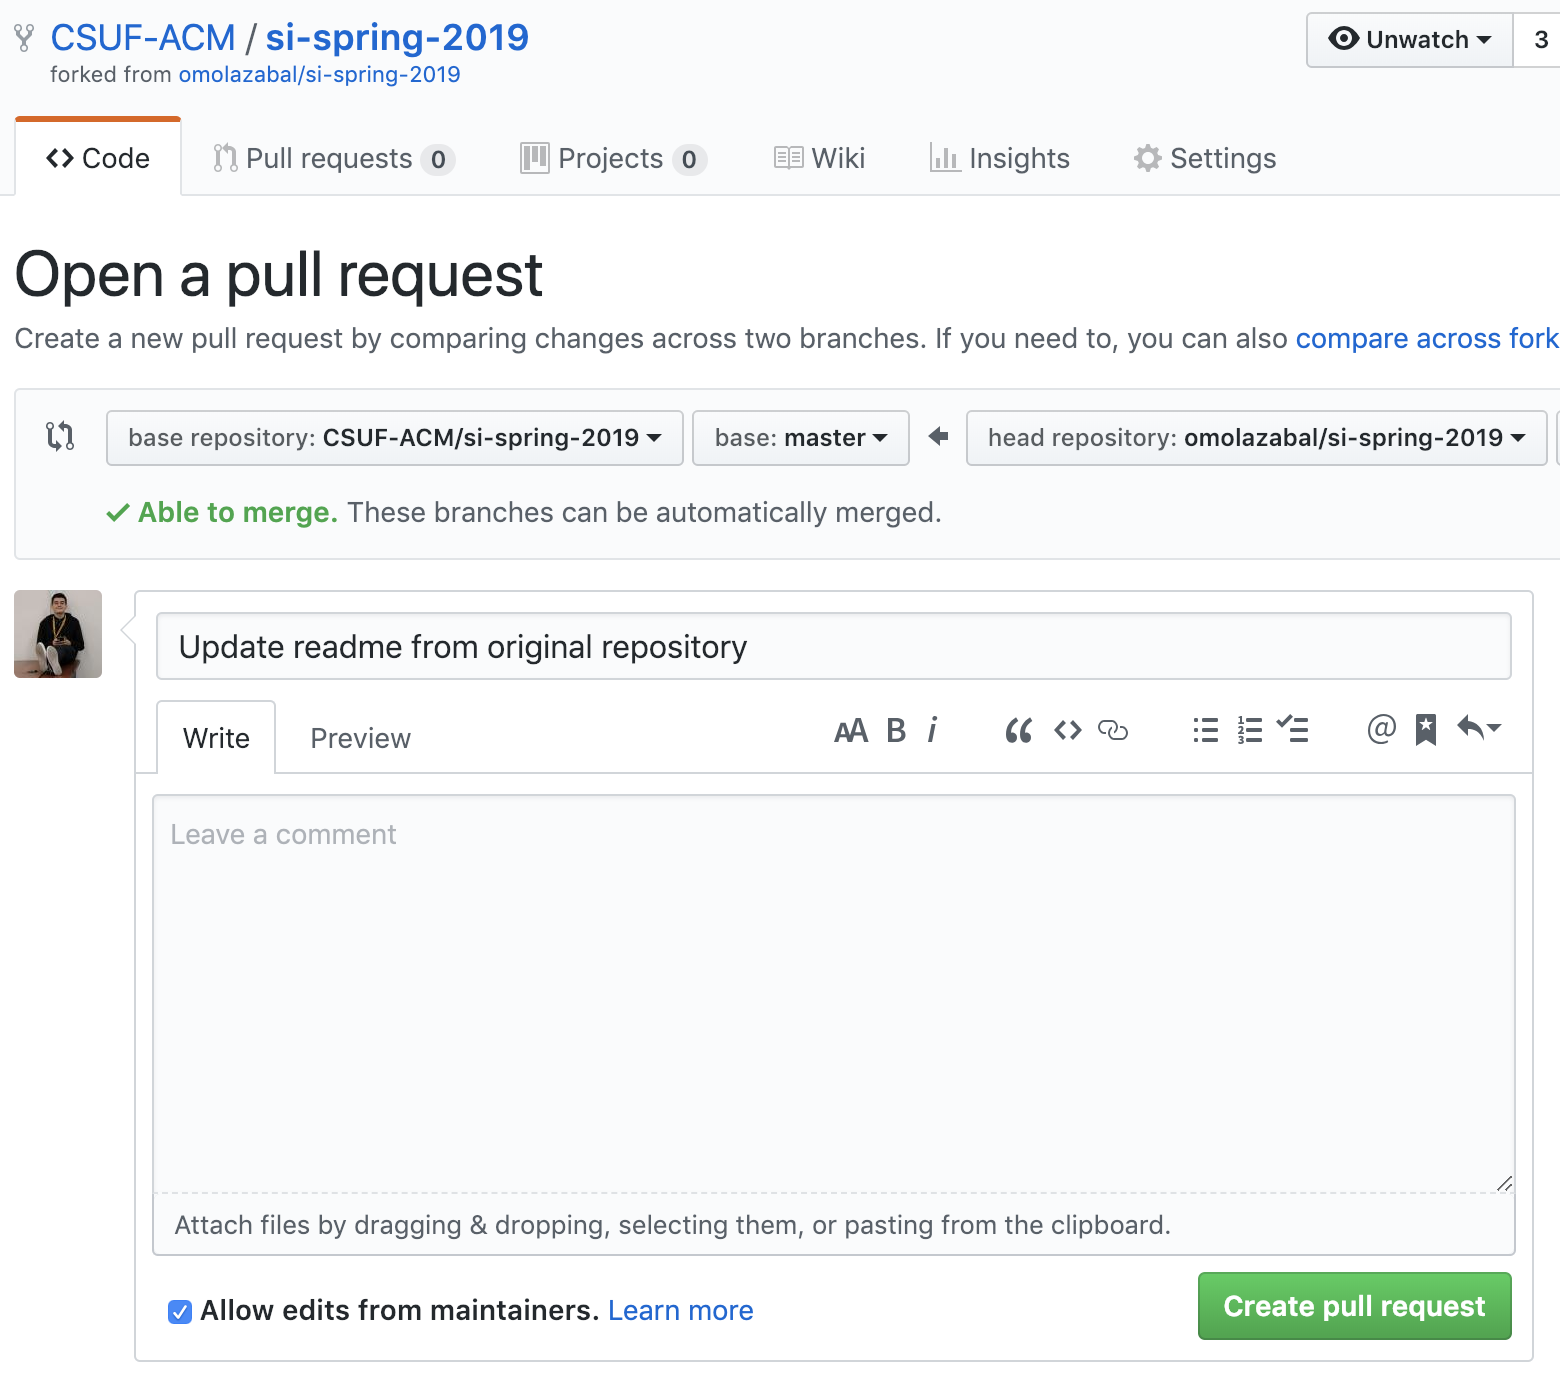 CSUF-ACM / si-spring-2019
Unwatch 3
forked from omolazabal/si-spring-2019
Code Pull requests 0 Projects 0 Wiki Insights Settings
Open a pull request
Create a new pull request by comparing changes across two branches. If you need to, you can also compare across fork
base repository: CSUF-ACM/si-spring-2019 base: master head repository: omolazabal/si-spring-2019
Able to merge. These branches can be automatically merged.
Update readme from original repository
Write Preview AA B i “ <> @
Leave a comment
Attach files by dragging & dropping, selecting them, or pasting from the clipboard.
Allow edits from maintainers. Learn more
Create pull request